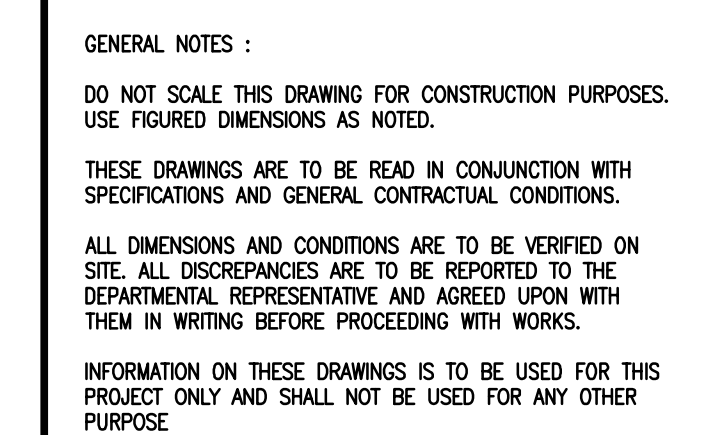 GENERAL NOTES :
DO NOT SCALE THIS DRAWING FOR CONSTRUCTION PURPOSES.
USE FIGURED DIMENSIONS AS NOTED.
THESE DRAWINGS ARE TO BE READ IN CONJUNCTION WITH
SPECIFICATIONS AND GENERAL CONTRACTUAL CONDITIONS.
ALL DIMENSIONS AND CONDITIONS ARE TO BE VERIFIED ON
SITE. ALL DISCREPANCIES ARE TO BE REPORTED TO THE
DEPARTMENTAL REPRESENTATIVE AND AGREED UPON WITH
THEM IN WRITING BEFORE PROCEEDING WITH WORKS.
INFORMATION ON THESE DRAWINGS IS TO BE USED FOR THIS
PROJECT ONLY AND SHALL NOT BE USED FOR ANY OTHER
PURPOSE